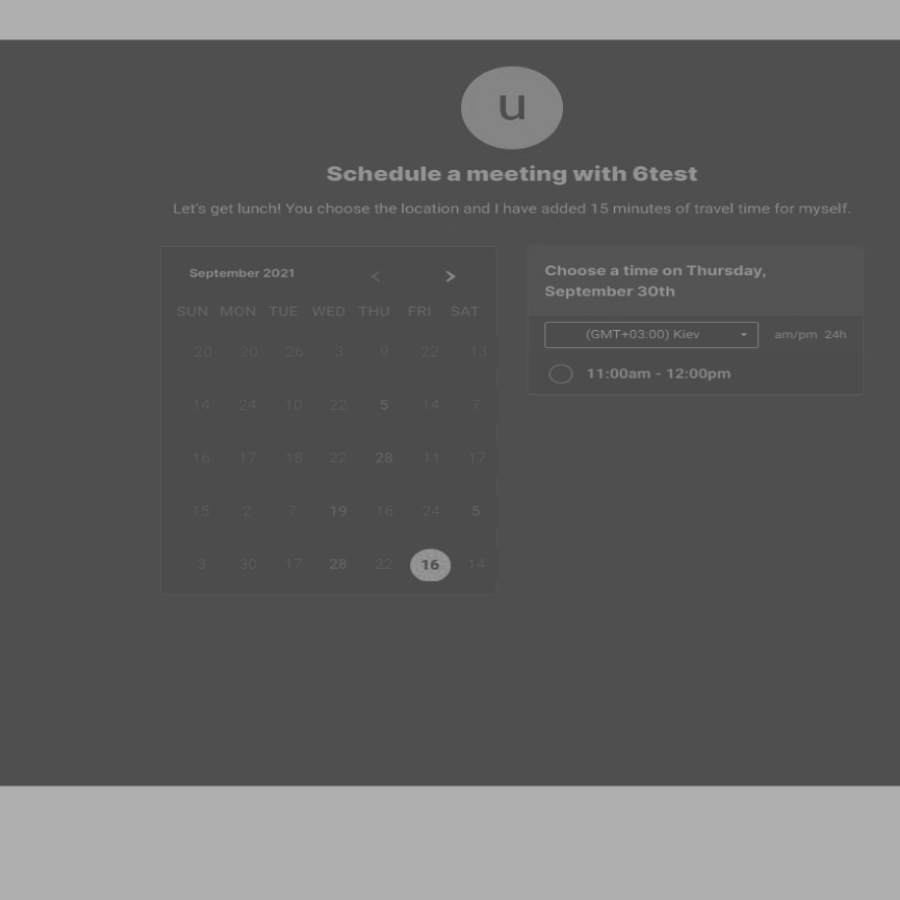 u
Schedule a meeting with 6test
Let's get lunch! You choose the location and I have added 15 minutes of travel time for myself.
September 2021 < >
SUN MON TUE WED THU FRI SAT
20 20 26 3 9 22 13
14 24 10 22 5 14 7
16 17 18 22 28 11 17
15 2 7 19 16 24 5
3 30 17 28 22 16 14
Choose a time on Thursday,
September 30th
(GMT+03:00) Kiev am/pm 24h
11:00am - 12:00pm